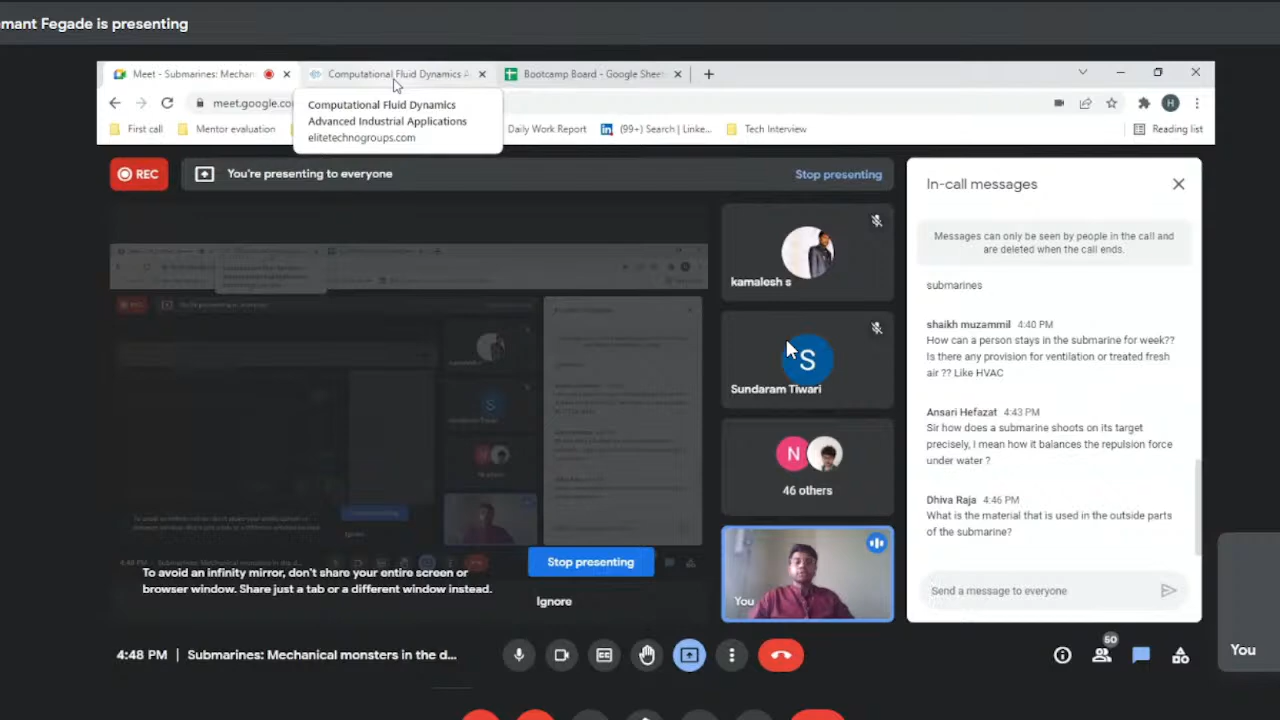 mant Fegade is presenting
Meet - Submarines: Mechan
Computational Fluid Dynamics A
Bootcamp Board - Google Sheet
meet.google.co
Computational Fluid Dynamics
Advanced Industrial Applications
elitetechnogroups.com
First call
Mentor evaluation
Daily Work Report
(99+) Search | Linke...
Tech Interview
Reading list
REC
You're presenting to everyone
Stop presenting
In-call messages
Messages can only be seen by people in the call and
are deleted when the call ends.
submarines
shaikh muzammil 4:40 PM
How can a person stays in the submarine for week??
Is there any provision for ventilation or treated fresh
air ?? Like HVAC
Ansari Hefazat 4:43 PM
Sir how does a submarine shoots on its target
precisely, I mean how it balances the repulsion force
under water ?
Dhiva Raja 4:46 PM
What is the material that is used in the outside parts
of the submarine?
Send a message to everyone
kamalesh s
S
Sundaram Tiwari
N
46 others
You
To avoid an infinity mirror, don't share your entire screen or
browser window. Share just a tab or a different window instead.
Stop presenting
Ignore
4:48 PM | Submarines: Mechanical monsters in the d...
60
You